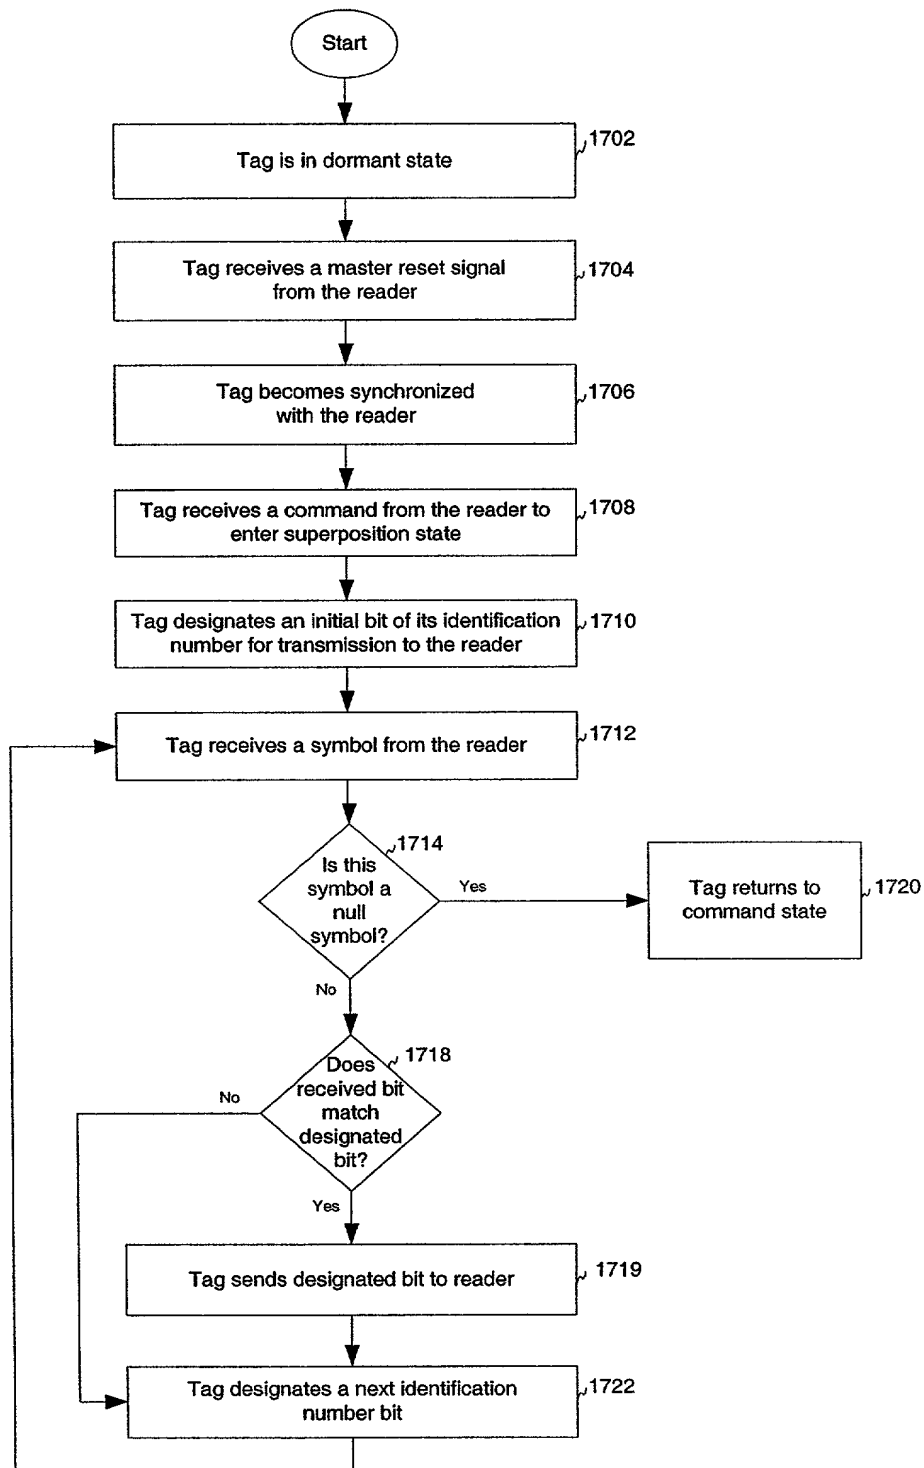 Start
Tag is in dormant state
1702
Tag receives a master reset signal
from the reader
1704
Tag becomes synchronized
with the reader
1706
Tag receives a command from the reader to
enter superposition state
1708
Tag designates an initial bit of its identification
number for transmission to the reader
1710
Tag receives a symbol from the reader
1712
1714
Is this
symbol a
null
symbol?
Yes
Tag returns to
command state
1720
No
1718
Does
received bit
match
designated
bit?
No
Yes
Tag sends designated bit to reader
1719
Tag designates a next identification
number bit
1722